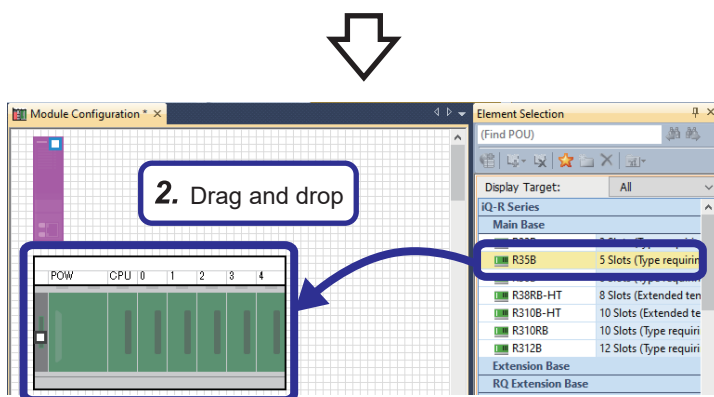 Module Configuration *
Element Selection
(Find POU)
2. Drag and drop
Display Target: All
iQ-R Series
Main Base
R35B 5 Slots (Type requirin
POW CPU 0 1 2 3 4
R38RB-HT 8 Slots (Extended ten
R310B-HT 10 Slots (Extended te
R310RB 10 Slots (Type requiri
R312B 12 Slots (Type requiri
Extension Base
RQ Extension Base